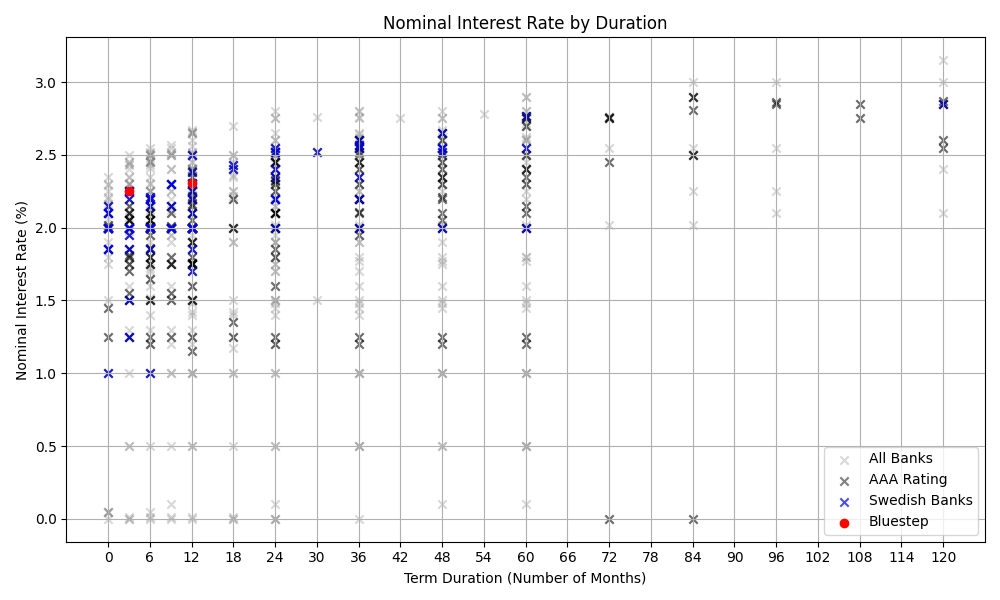 Nominal Interest Rate by Duration
Nominal Interest Rate (%)
3.0
2.5
2.0
1.5
1.0
0.5
0.0
All Banks
AAA Rating
Swedish Banks
Bluestep
0 6 12 18 24 30 36 42 48 54 60 66 72 78 84 90 96 102 108 114 120
Term Duration (Number of Months)